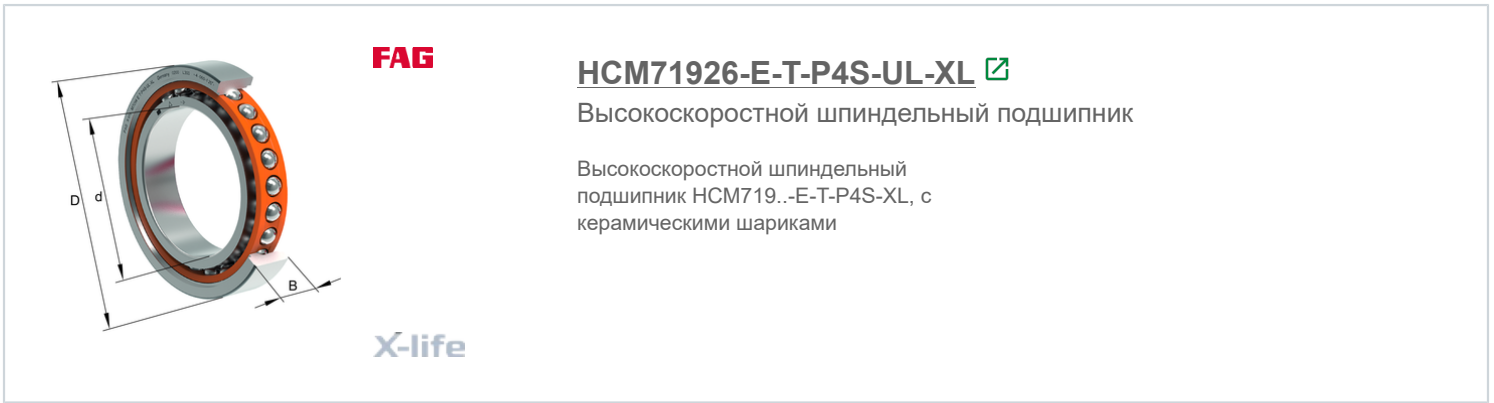 FAG
HCM71926-E-T-P4S-UL-XL
Высокоскоростной шпиндельный подшипник
Высокоскоростной шпиндельный
подшипник HCM719..-E-T-P4S-XL, с
керамическими шариками
D
d
B
X-life